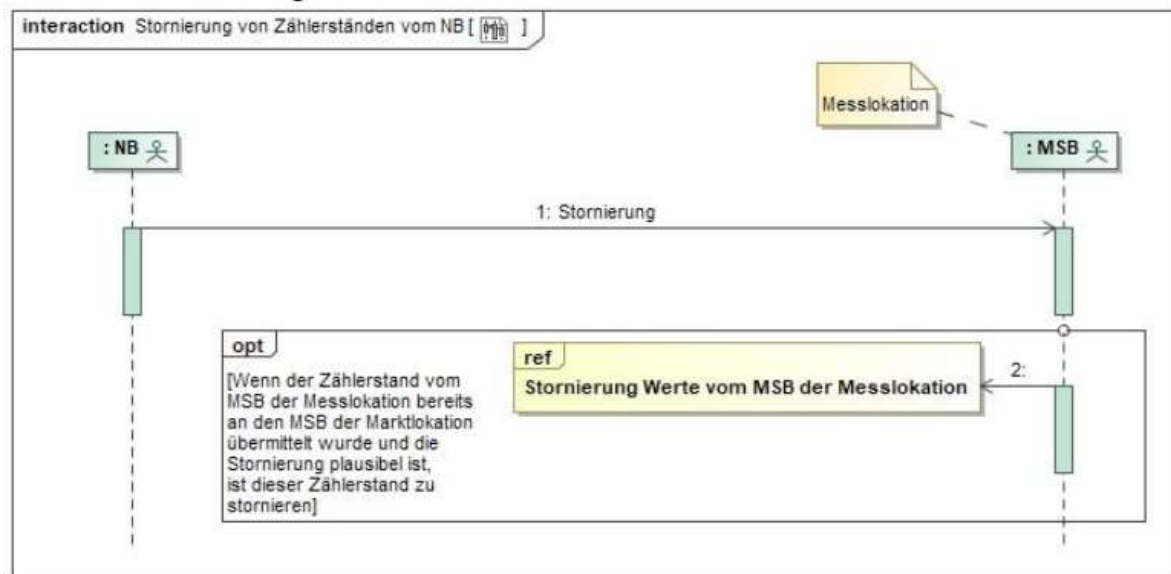 interaction Stornierung von Zählerständen vom NB [ ]
Messlokation
: NB
: MSB
1: Stornierung
opt
[Wenn der Zählerstand vom
MSB der Messlokation bereits
an den MSB der Marktlokation
übermittelt wurde und die
Stornierung plausibel ist,
ist dieser Zählerstand zu
stornieren]
ref
Stornierung Werte vom MSB der Messlokation
2: